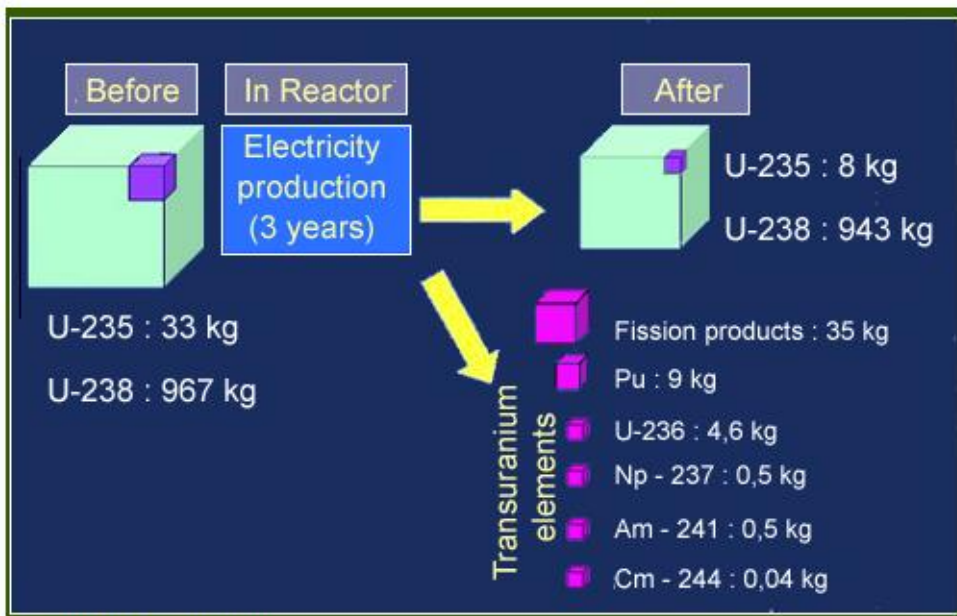 Before
In Reactor
After
Electricity
production
(3 years)
U-235 : 8 kg
U-238 : 943 kg
U-235 : 33 kg
U-238 : 967 kg
Transuranium
elements
Fission products : 35 kg
Pu : 9 kg
U-236 : 4,6 kg
Np - 237 : 0,5 kg
Am - 241 : 0,5 kg
Cm - 244 : 0,04 kg